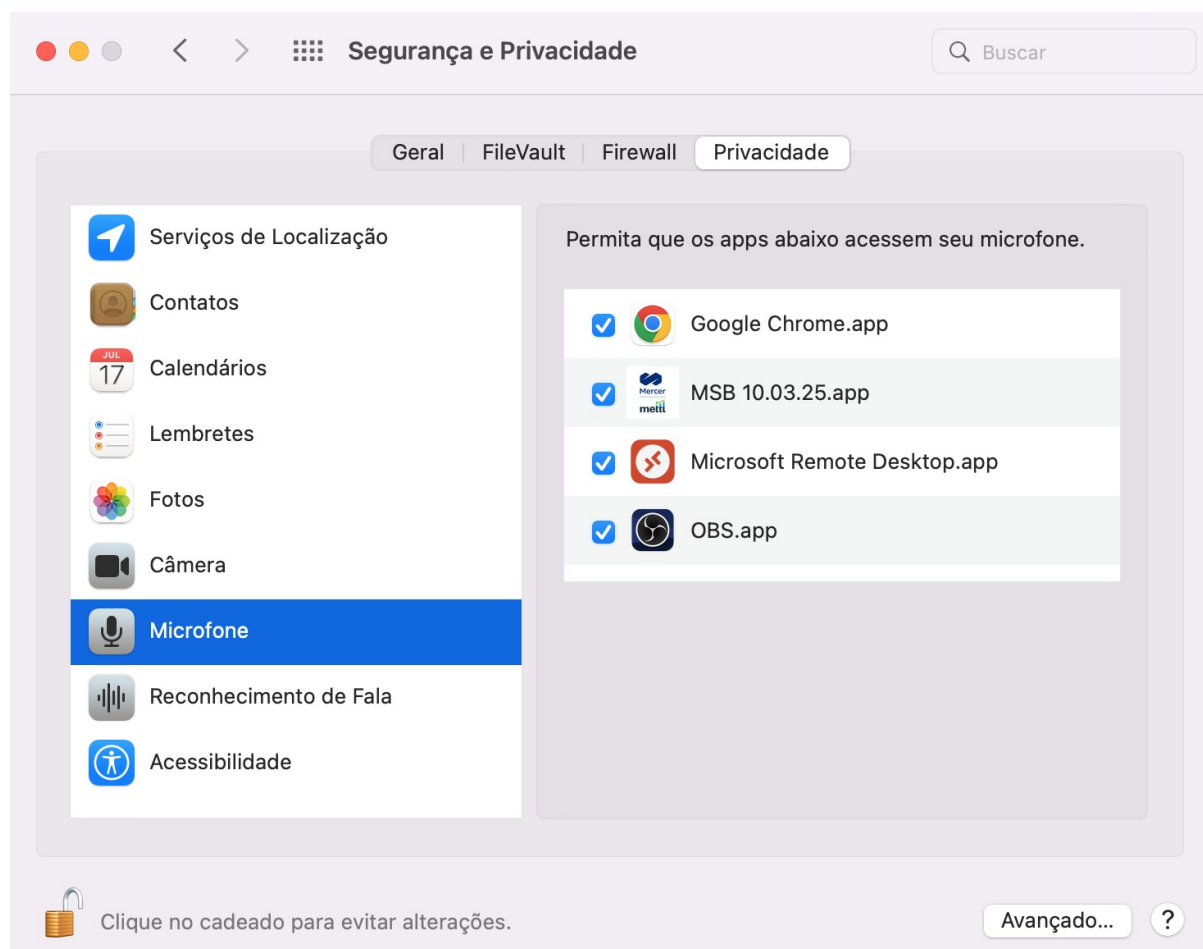 Segurança e Privacidade
Buscar
Geral
FileVault
Firewall
Privacidade
Serviços de Localização
Contatos
JUL
17
Calendários
Lembretes
Fotos
Câmera
Microfone
Reconhecimento de Fala
Acessibilidade
Permita que os apps abaixo acessem seu microfone.
Google Chrome.app
Mercer
mettl
MSB 10.03.25.app
Microsoft Remote Desktop.app
OBS.app
Clique no cadeado para evitar alterações.
Avançado...
?